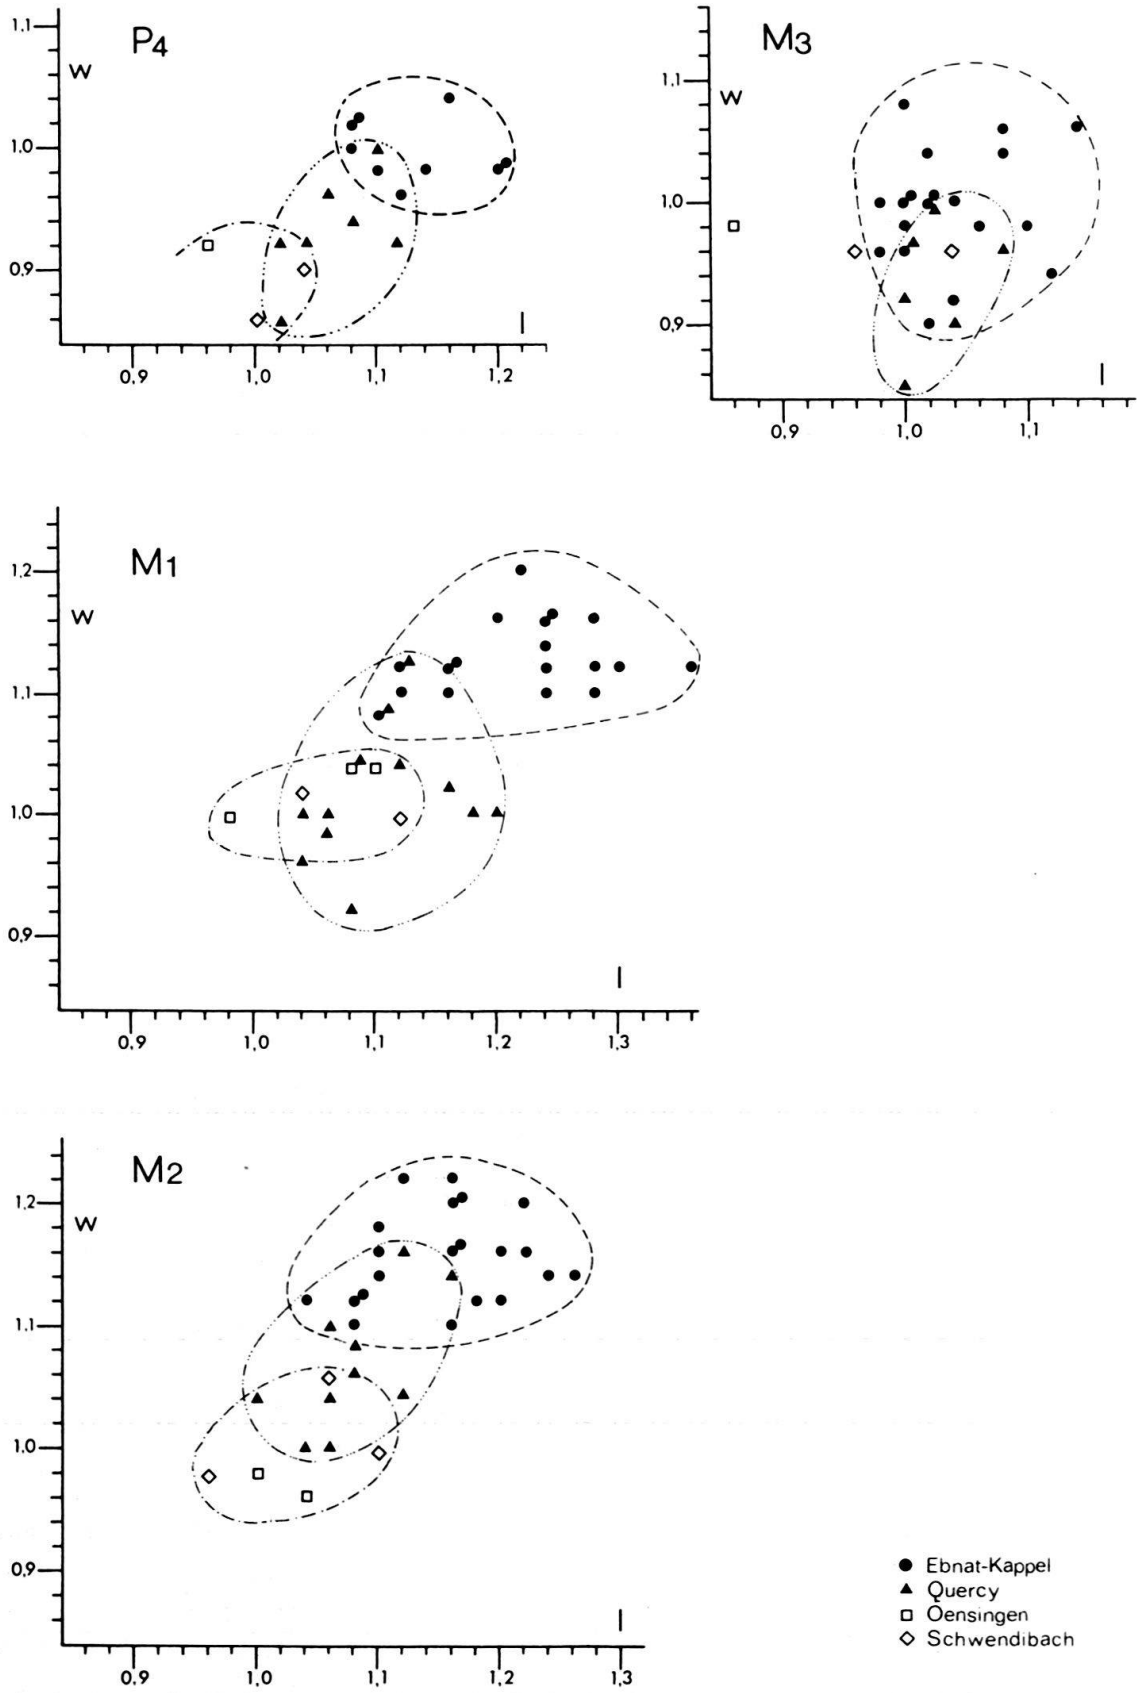 P4
1,1
w
1,0
0,9
0,9 1,0 1,1 1,2
l
M3
1,1
w
1,0
0,9
0,9 1,0 1,1
l
M1
1,2
w
1,1
1,0
0,9
0,9 1,0 1,1 1,2 1,3
l
M2
1,2
w
1,1
1,0
0,9
0,9 1,0 1,1 1,2 1,3
l
Ebnat-Kappel
Quercy
Oensingen
Schwendibach